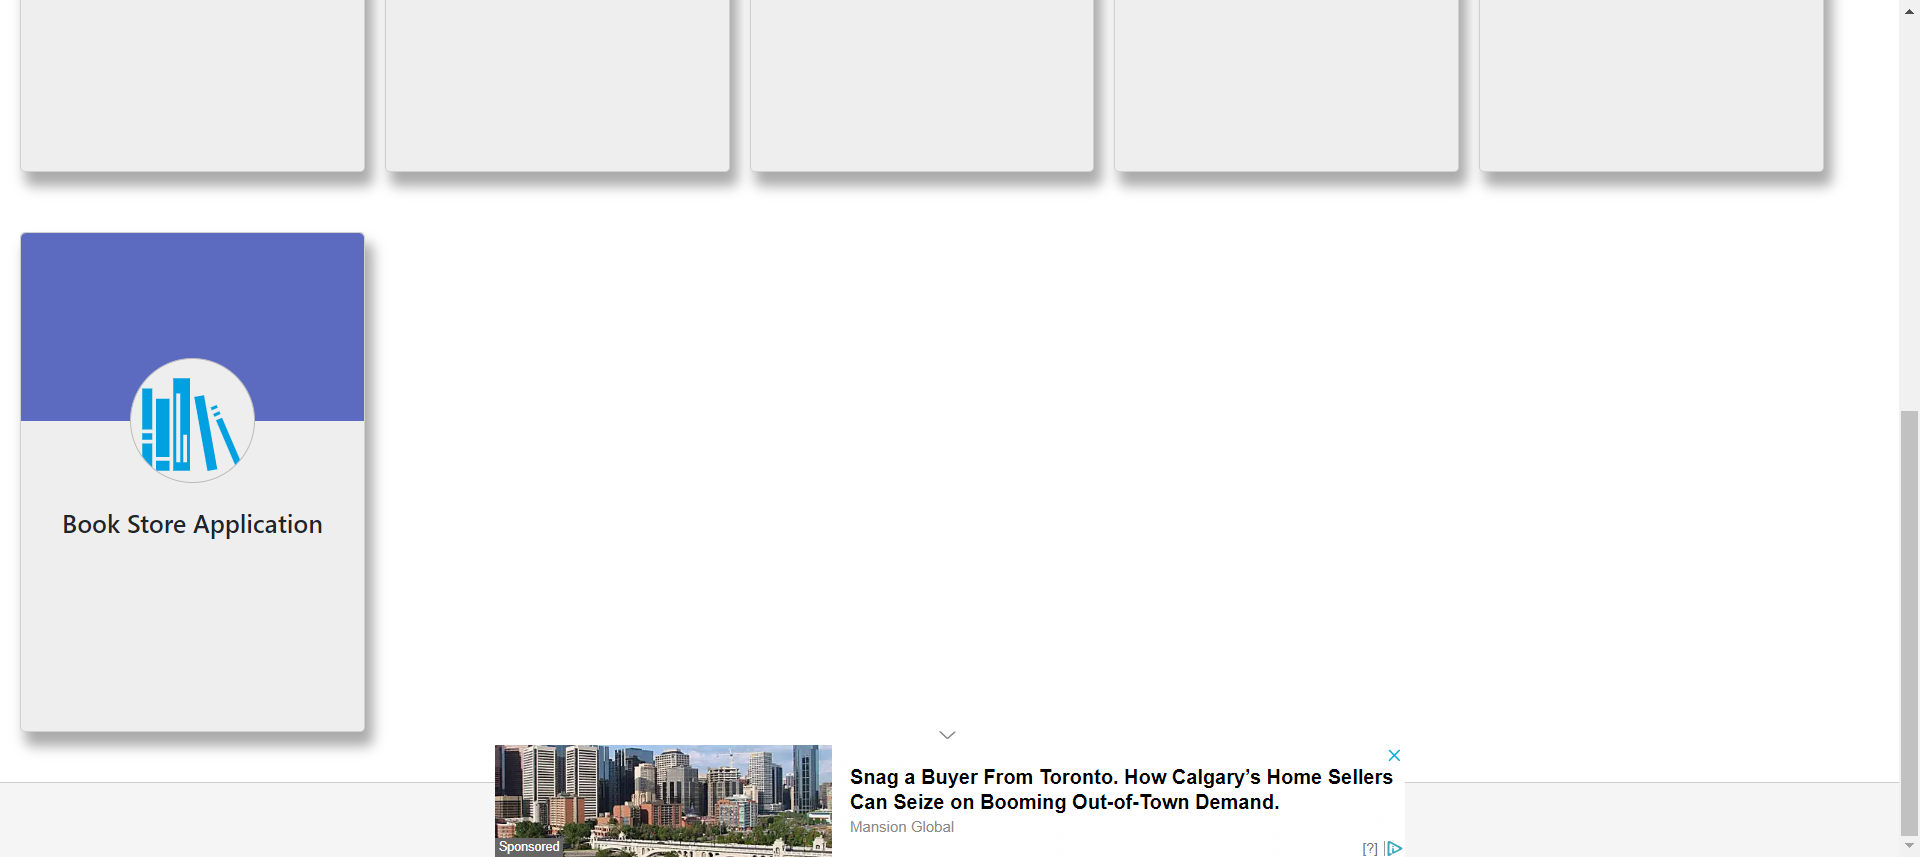 Book Store Application
Snag a Buyer From Toronto. How Calgary’s Home Sellers
Can Seize on Booming Out-of-Town Demand.
Mansion Global
Sponsored
[?]